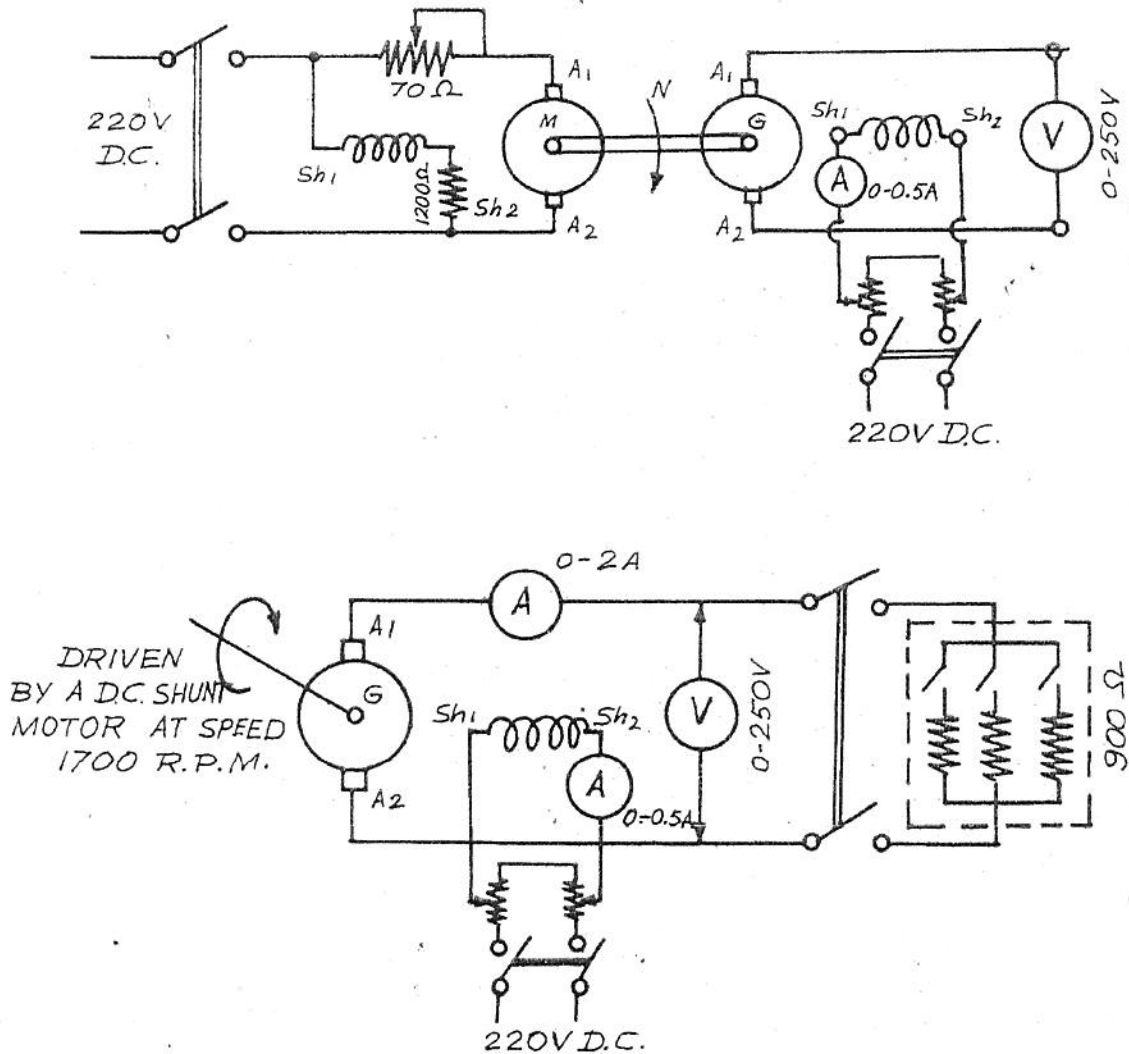 70Ω
220V
D.C.
A1
M
A2
Sh1
1200Ω
Sh2
N
A1
G
A2
Sh1
Sh2
A
0-0.5A
V
0-250V
220V D.C.
0-2A
A
A1
G
A2
DRIVEN
BY A D.C. SHUNT
MOTOR AT SPEED
1700 R.P.M.
Sh1
Sh2
A
0-0.5A
V
0-250V
900 Ω
220V D.C.